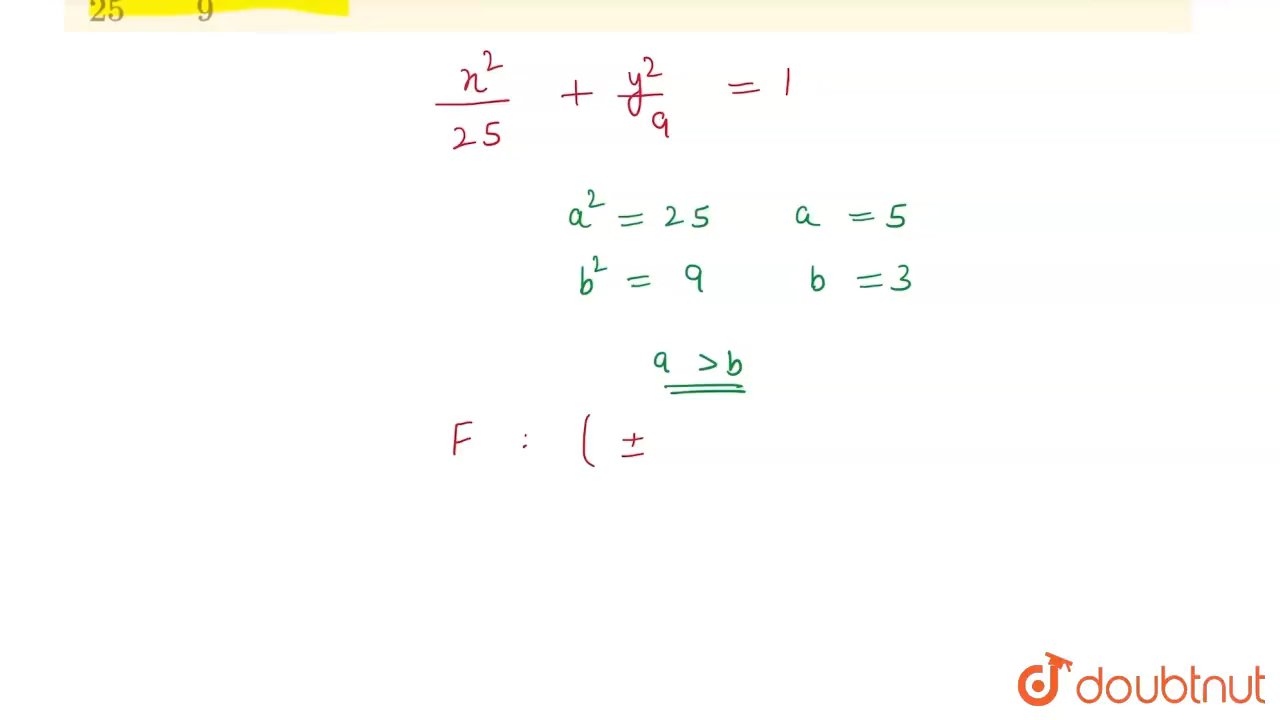 25 9
x²/25 + y²/9 = 1
a² = 25 a = 5
b² = 9 b = 3
a > b
F : ( ±
doubtnut